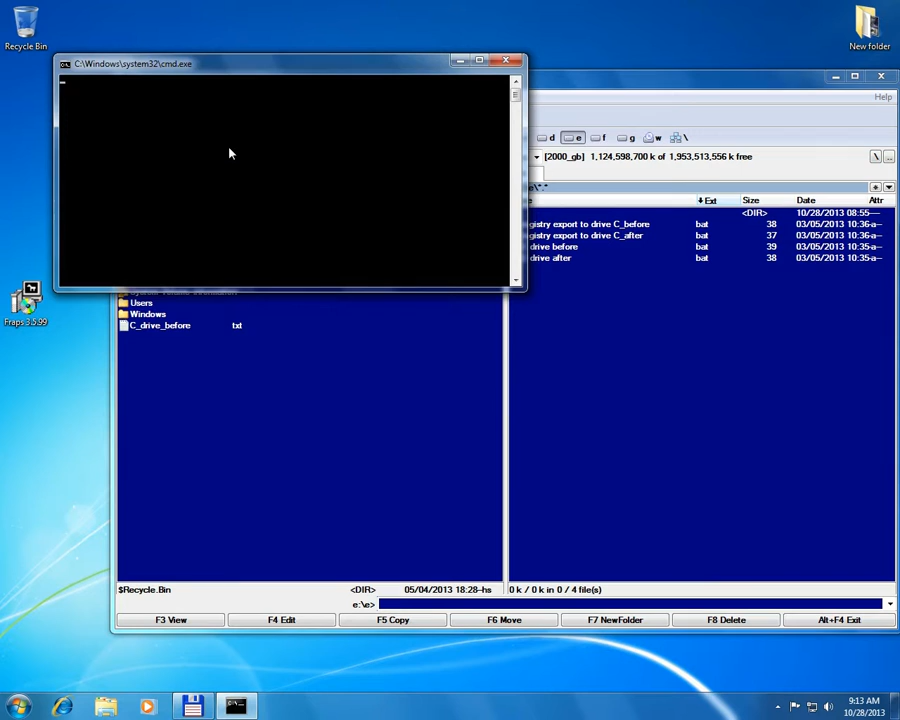 Recycle Bin
New folder
C:\Windows\system32\cmd.exe
Help
d e f g w \
[2000_gb] 1,124,598,700 k of 1,953,513,556 k free \ ..
e\*.* * 
e Ext Size Date Attr
<DIR> 10/28/2013 08:55----
gistry export to drive C_before bat 38 03/05/2013 10:36-a--
gistry export to drive C_after bat 37 03/05/2013 10:36-a--
drive before bat 39 03/05/2013 10:35-a--
drive after bat 38 03/05/2013 10:36-a--
Users
Windows
C_drive_before txt
Fraps 3.5.99
$Recycle.Bin <DIR> 05/04/2013 18:28--hs
0 k / 0 k in 0 / 4 file(s)
e:\e>
F3 View F4 Edit F5 Copy F6 Move F7 NewFolder F8 Delete Alt+F4 Exit
9:13 AM
10/28/2013